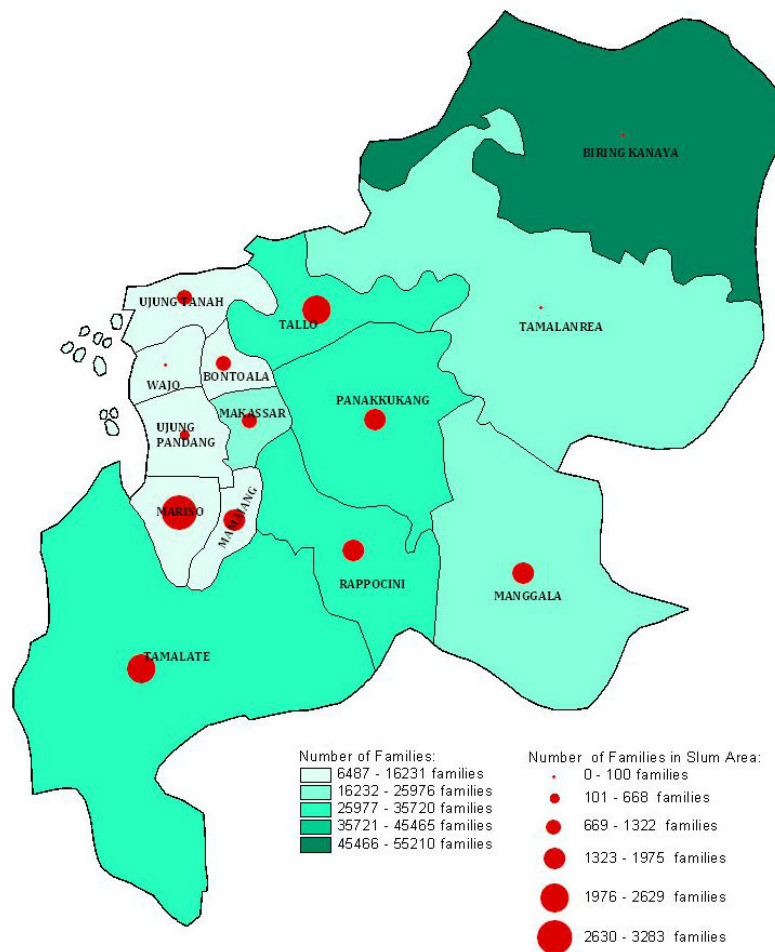 BIRING KANAYA
UJUNG TANAH
TALLO
TAMALANREA
WAJO
BONTOALA
PANAKKUKANG
MAKASSAR
UJUNG
PANDANG
MARISO
MAMAJANG
RAPPOCINI
MANGGALA
TAMALATE
Number of Families:
6487 - 16231 families
16232 - 25976 families
25977 - 35720 families
35721 - 45465 families
45466 - 55210 families
Number of Families in Slum Area:
0 - 100 families
101 - 668 families
669 - 1322 families
1323 - 1975 families
1976 - 2629 families
2630 - 3283 families